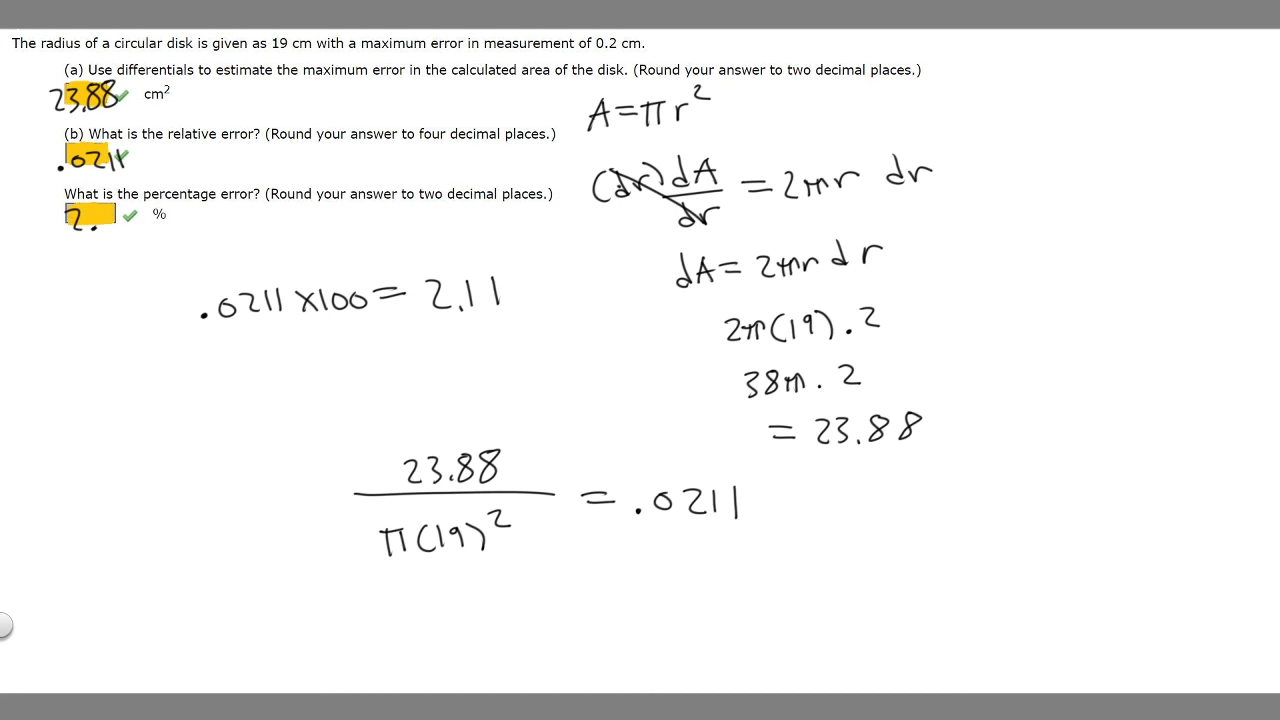 The radius of a circular disk is given as 19 cm with a maximum error in measurement of 0.2 cm.
(a) Use differentials to estimate the maximum error in the calculated area of the disk. (Round your answer to two decimal places.)
23.88 cm²
(b) What is the relative error? (Round your answer to four decimal places.)
.0211
What is the percentage error? (Round your answer to two decimal places.)
2. %
A=πr²
(dr)dA/dr = 2πr dr
dA = 2πr dr
2π(19).2
38π.2
= 23.88
.0211 x100 = 2.11
23.88/π(19)² = .0211